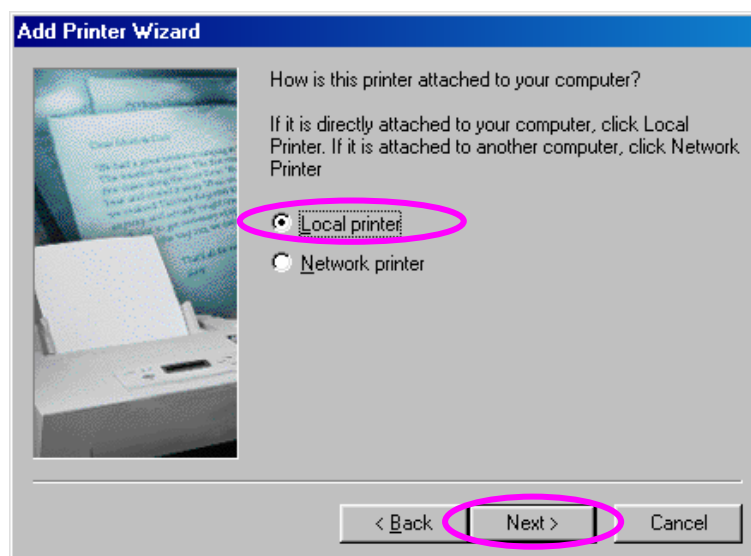 Add Printer Wizard
How is this printer attached to your computer?
If it is directly attached to your computer, click Local
Printer. If it is attached to another computer, click Network
Printer
Local printer
Network printer
< Back
Next >
Cancel